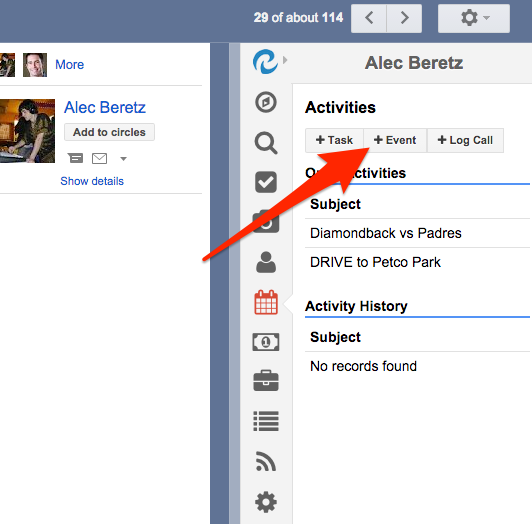 29 of about 114
More
Alec Beretz
Add to circles
Show details
Alec Beretz
Activities
+ Task
+ Event
+ Log Call
Activities
Subject
Diamondback vs Padres
DRIVE to Petco Park
Activity History
Subject
No records found